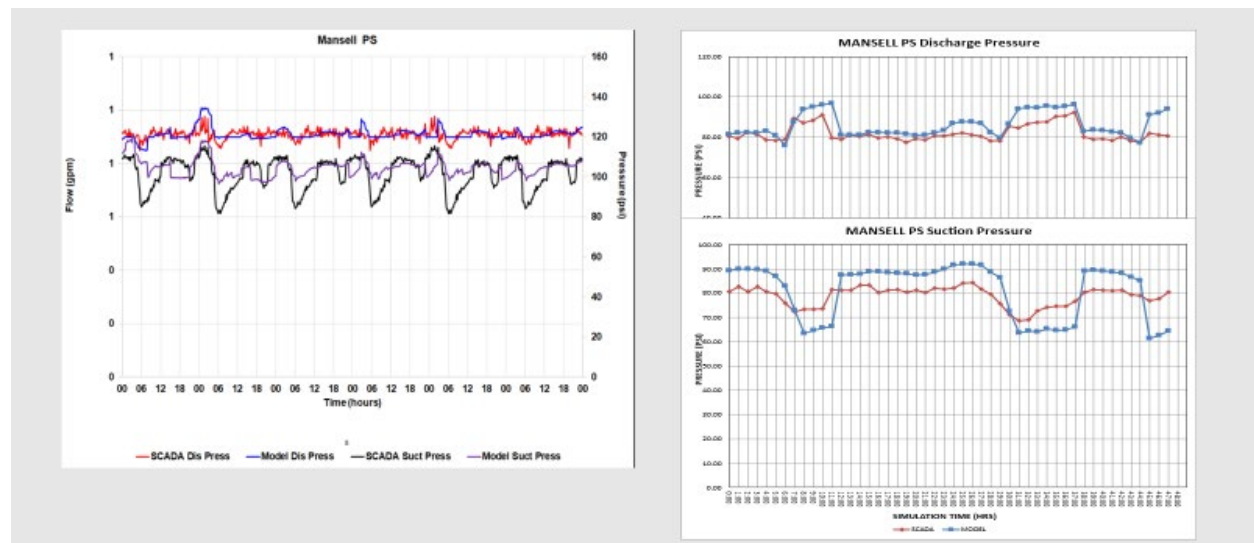 Mansell PS
1
1
1
1
0
0
0
Flow (gpm)
160
140
120
100
80
60
40
20
0
Pressure (psi)
00 06 12 18 00 06 12 18 00 06 12 18 00 06 12 18 00 06 12 18 00 06 12 18 00
Time (hours)
SCADA Dis Press Model Dis Press SCADA Suct Press Model Suct Press
MANSELL PS Discharge Pressure
120.00
100.00
80.00
60.00
40.00
PRESSURE (PSI)
MANSELL PS Suction Pressure
100.00
90.00
80.00
70.00
60.00
50.00
40.00
30.00
20.00
10.00
0.00
PRESSURE (PSI)
SIMULATION TIME (HRS)
SCADA MODEL